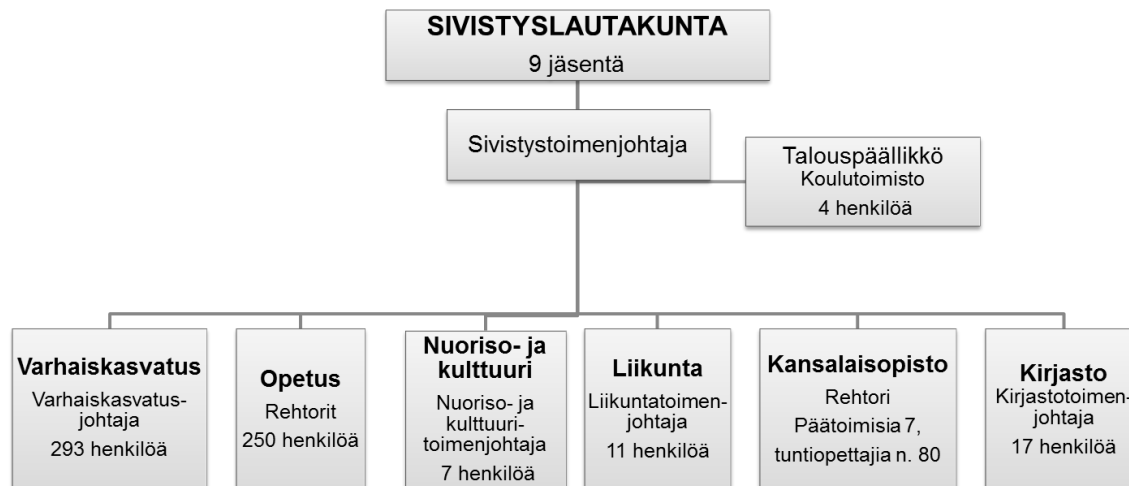 SIVISTYSLAUTAKUNTA
9 jäsentä
Sivistystoimenjohtaja
Talouspäällikkö
Koulutoimisto
4 henkilöä
Varhaiskasvatus
Varhaiskasvatus-
johtaja
293 henkilöä
Opetus
Rehtorit
250 henkilöä
Nuoriso- ja
kulttuuri
Nuoriso- ja
kulttuuri-
toimenjohtaja
7 henkilöä
Liikunta
Liikuntatoimen-
johtaja
11 henkilöä
Kansalaisopisto
Rehtori
Päätoimisia 7,
tuntiopettajia n. 80
Kirjasto
Kirjastotoimen-
johtaja
17 henkilöä